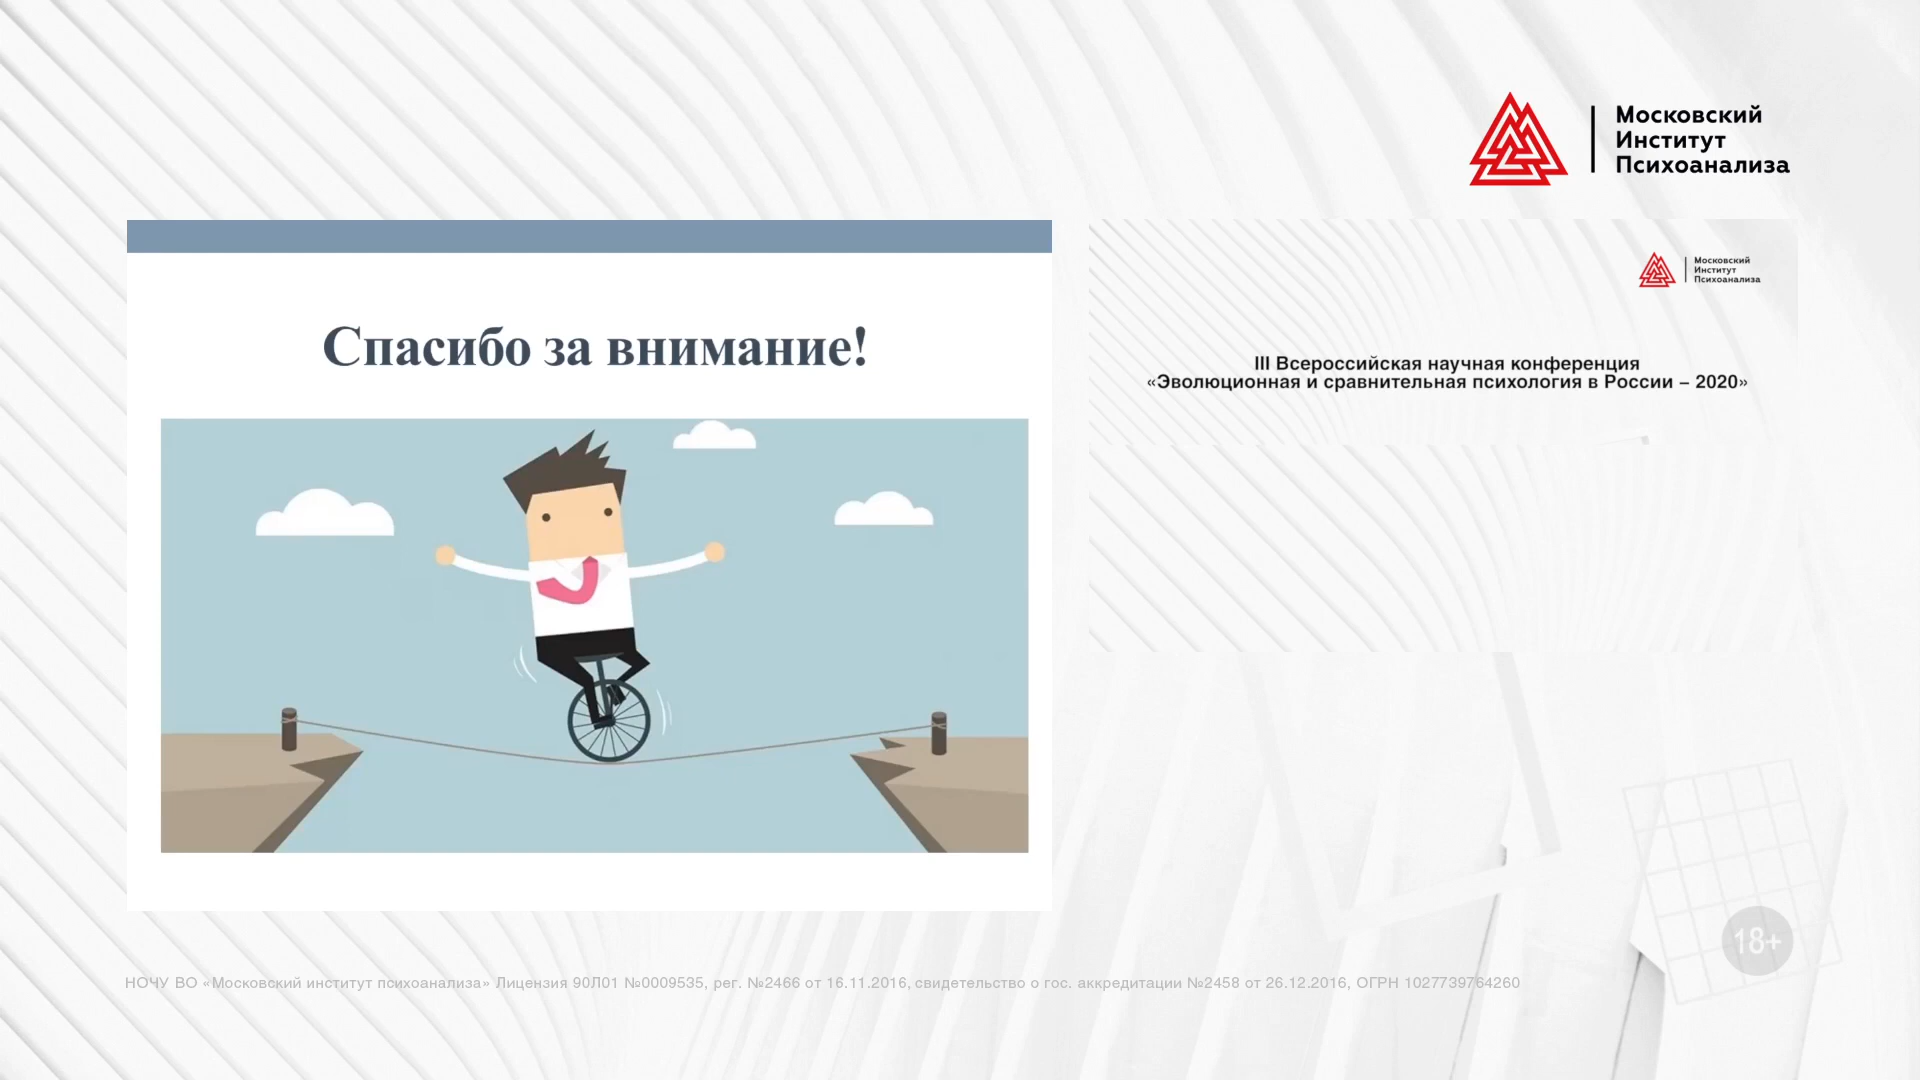 Московский
Институт
Психоанализа
Спасибо за внимание!
Московский
Институт
Психоанализа
III Всероссийская научная конференция
«Эволюционная и сравнительная психология в России – 2020»
18+
НОЧУ ВО «Московский институт психоанализа» Лицензия 90Л01 №0009535, рег. №2466 от 16.11.2016, свидетельство о гос. аккредитации №2458 от 26.12.2016, ОГРН 1027739764260